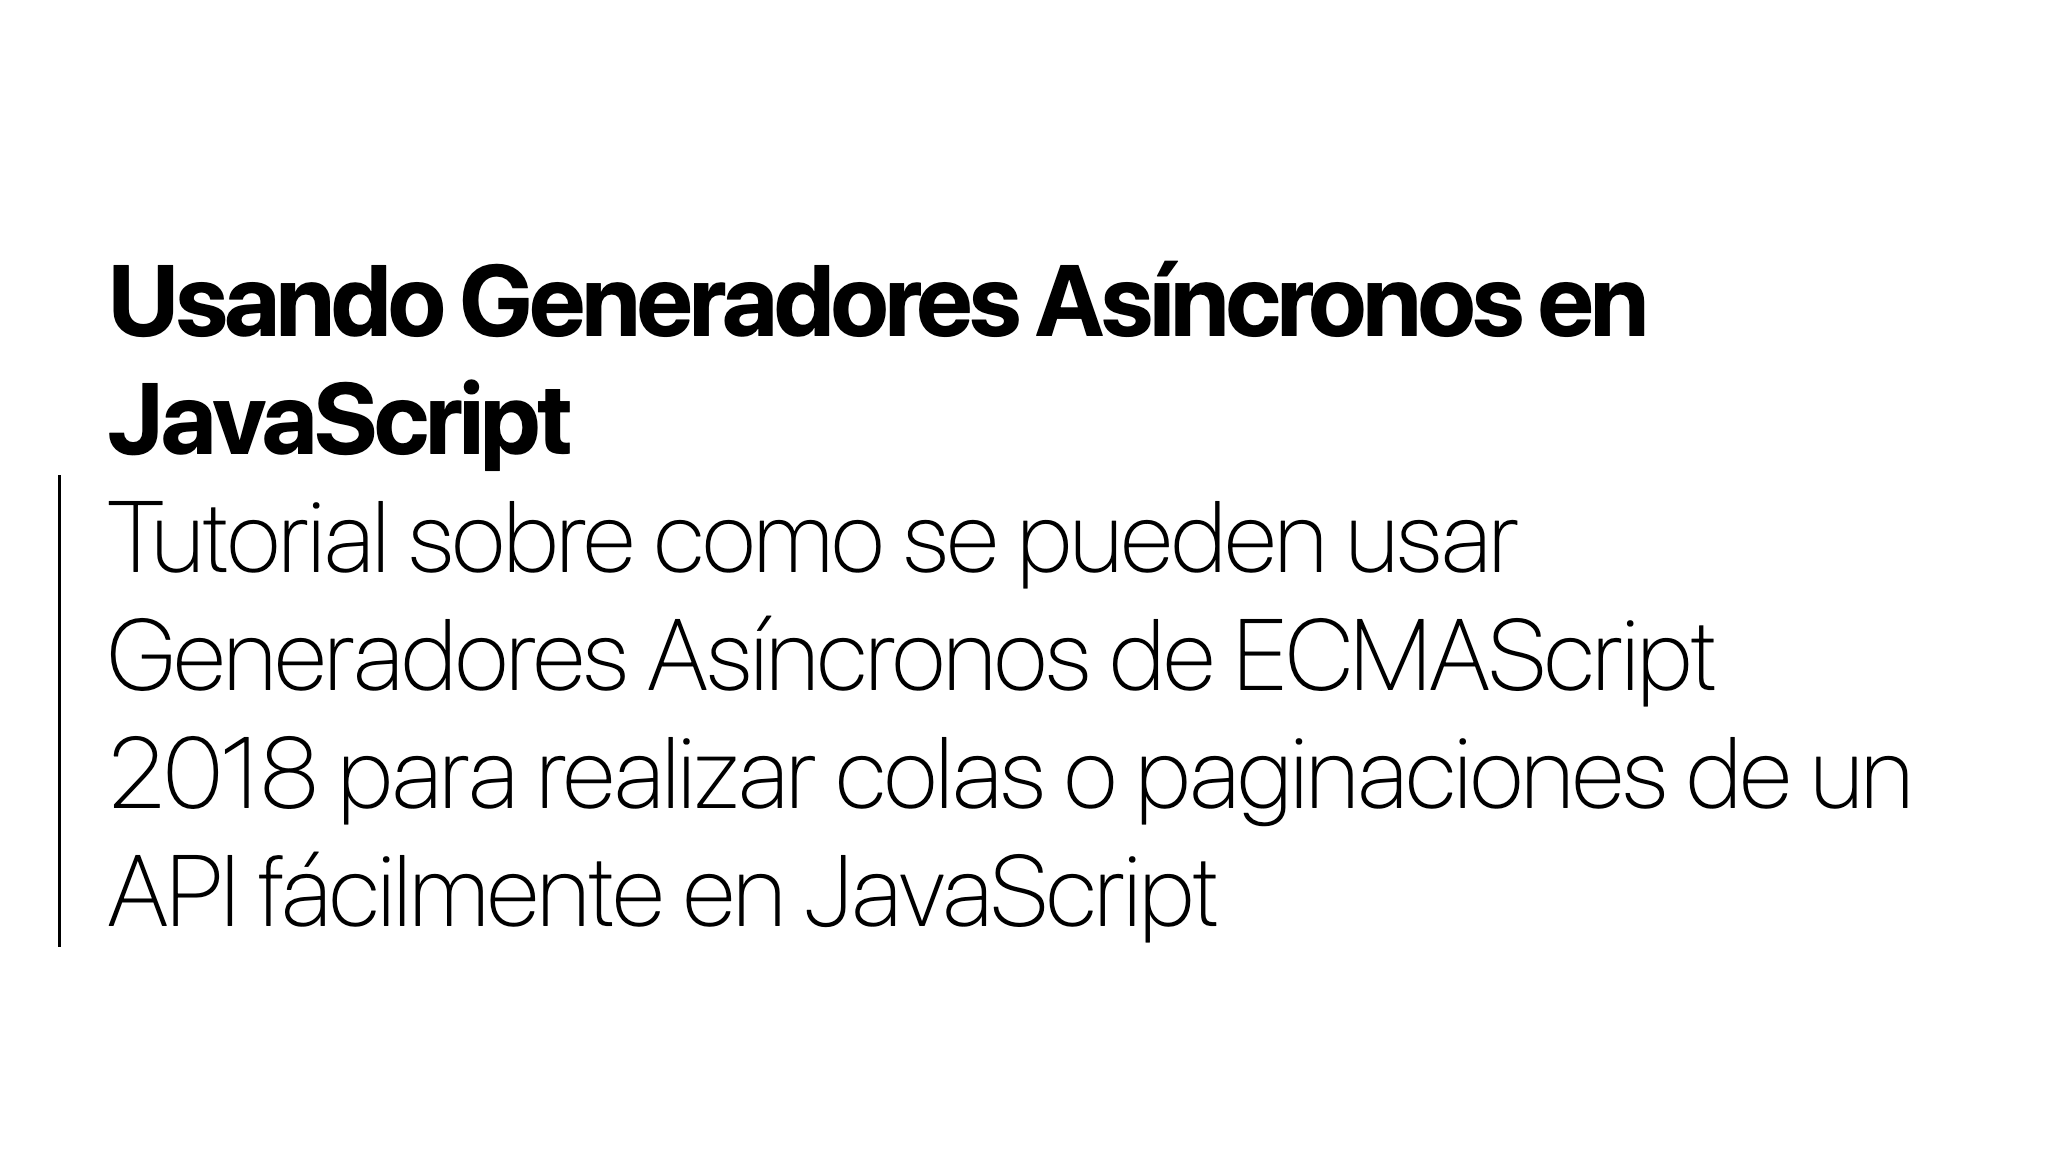 Usando Generadores Asíncronos en
JavaScript
Tutorial sobre como se pueden usar
Generadores Asíncronos de ECMAScript
2018 para realizar colas o paginaciones de un
API fácilmente en JavaScript